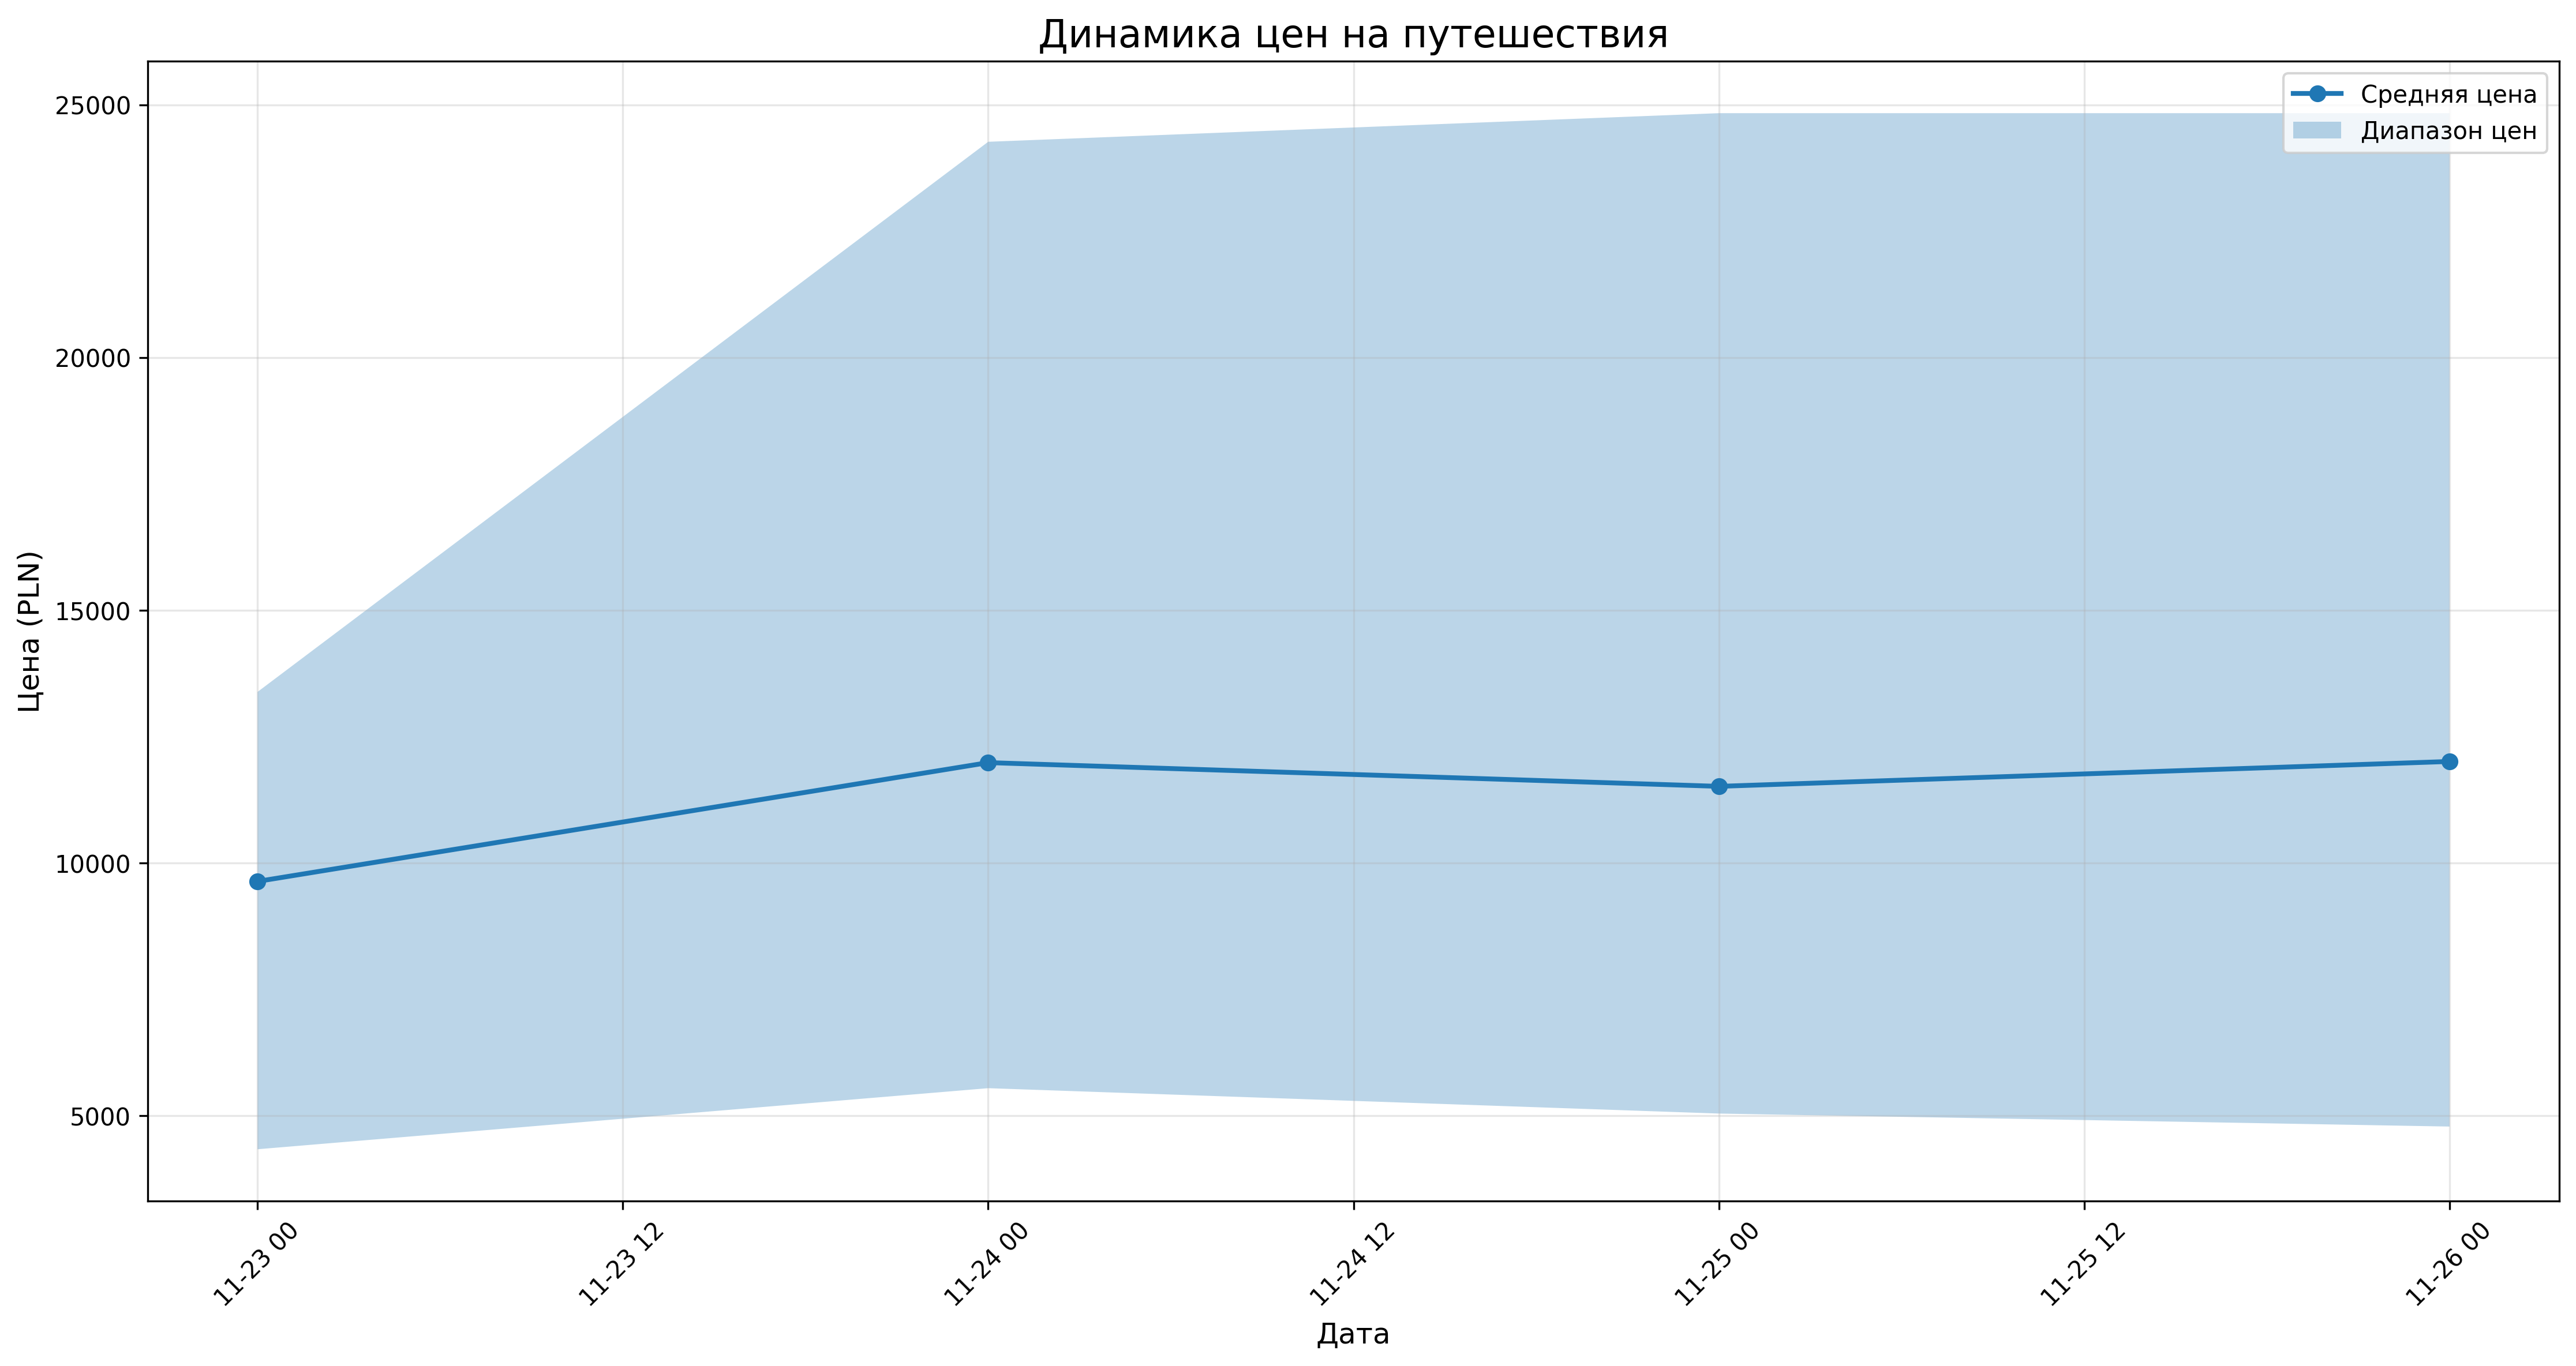 Динамика цен на путешествия
Средняя цена
Диапазон цен
Цена (PLN)
25000
20000
15000
10000
5000
11-23 00
11-23 12
11-24 00
11-24 12
11-25 00
11-25 12
11-26 00
Дата